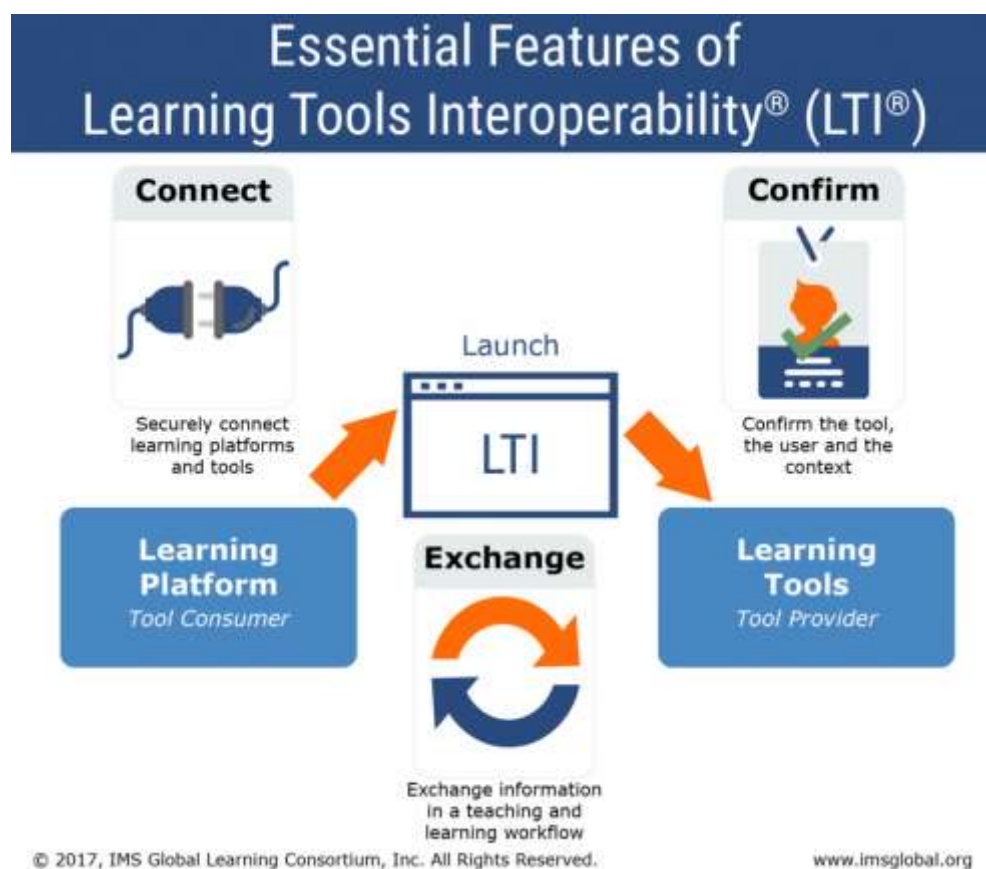 Essential Features of
Learning Tools Interoperability® (LTI®)
Connect
Securely connect
learning platforms
and tools
Confirm
Confirm the tool,
the user and the
context
Launch
LTI
Learning
Platform
Tool Consumer
Learning
Tools
Tool Provider
Exchange
Exchange information
in a teaching and
learning workflow
© 2017, IMS Global Learning Consortium, Inc. All Rights Reserved.
www.imsglobal.org